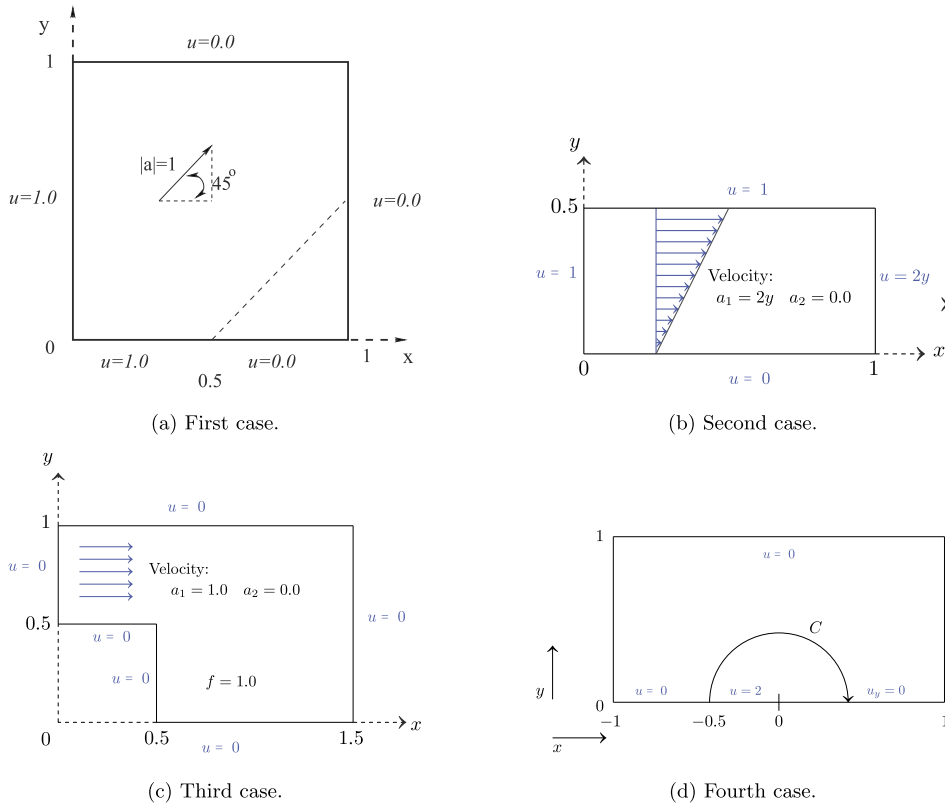 y
u=0.0
1
|a|=1
45°
u=1.0
u=0.0
0
u=1.0
u=0.0
1
x
0.5
(a) First case.
y
u = 1
0.5
u = 1
Velocity:
u = 2y
a₁ = 2y a₂ = 0.0
x
0
1
u = 0
(b) Second case.
y
u = 0
1
u = 0
Velocity:
a₁ = 1.0 a₂ = 0.0
0.5
u = 0
u = 0
u = 0
f = 1.0
x
0
0.5
1.5
u = 0
(c) Third case.
1
u = 0
C
y
u = 0
u = 2
u_y = 0
0
−1
−0.5
0
1
x
(d) Fourth case.